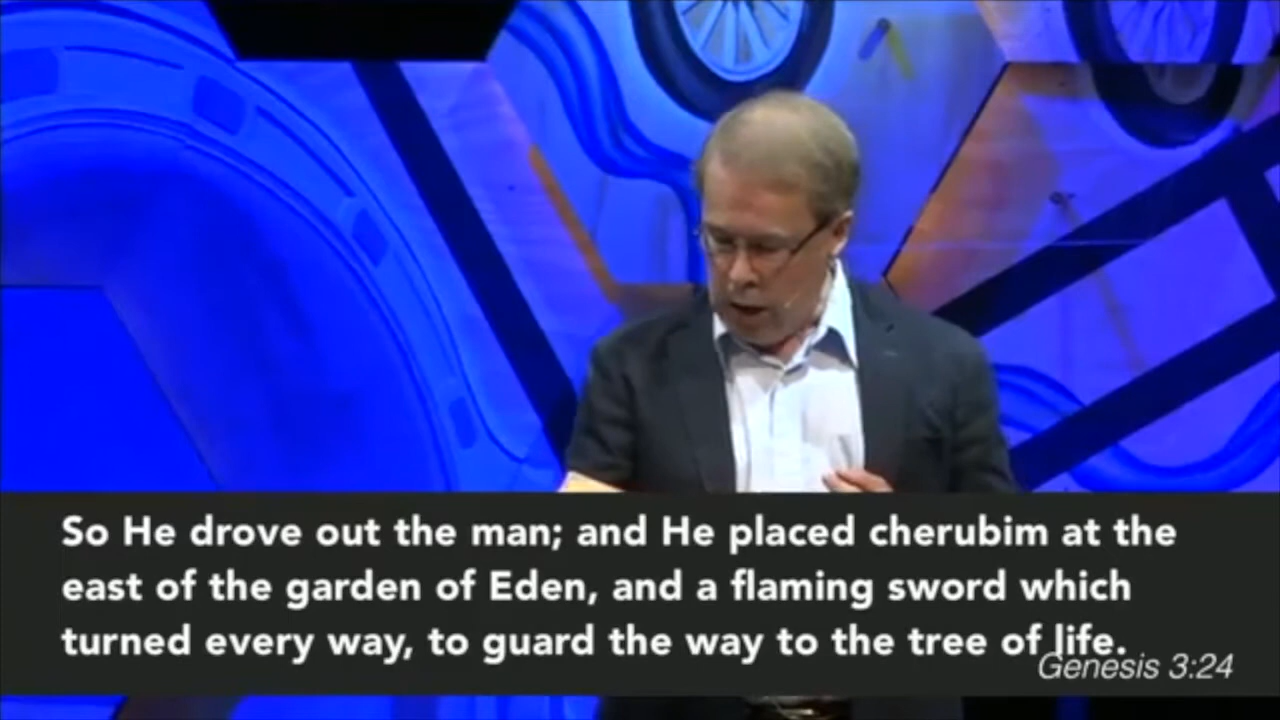 So He drove out the man; and He placed cherubim at the
east of the garden of Eden, and a flaming sword which
turned every way, to guard the way to the tree of life.
Genesis 3:24